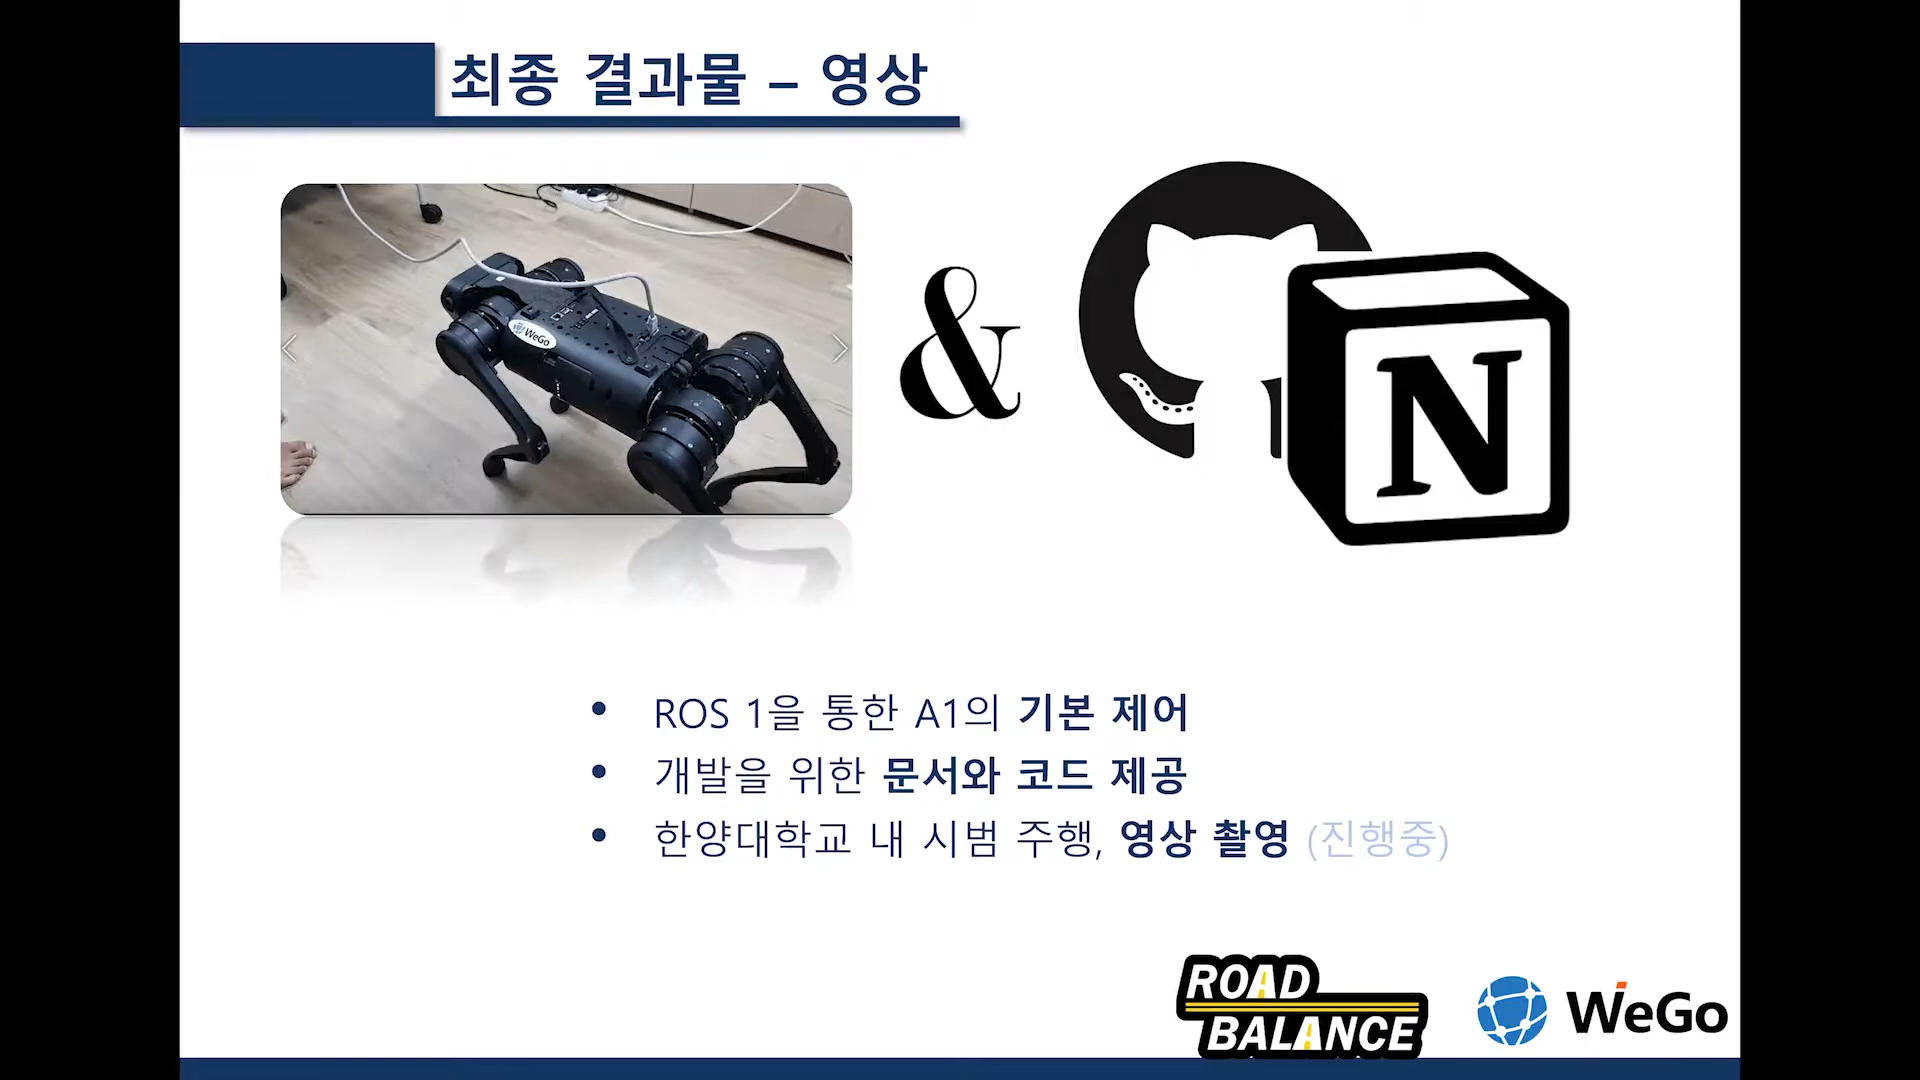 최종 결과물 – 영상
WeGo
&
N
• ROS 1을 통한 A1의 기본 제어
• 개발을 위한 문서와 코드 제공
• 한양대학교 내 시범 주행, 영상 촬영 (진행중)
ROAD
BALANCE
WeGo